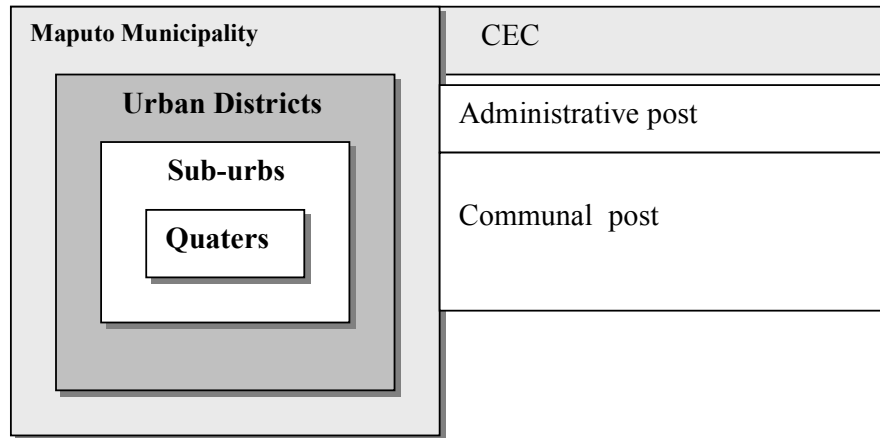 Maputo Municipality
CEC
Urban Districts
Administrative post
Sub-urbs
Communal post
Quaters